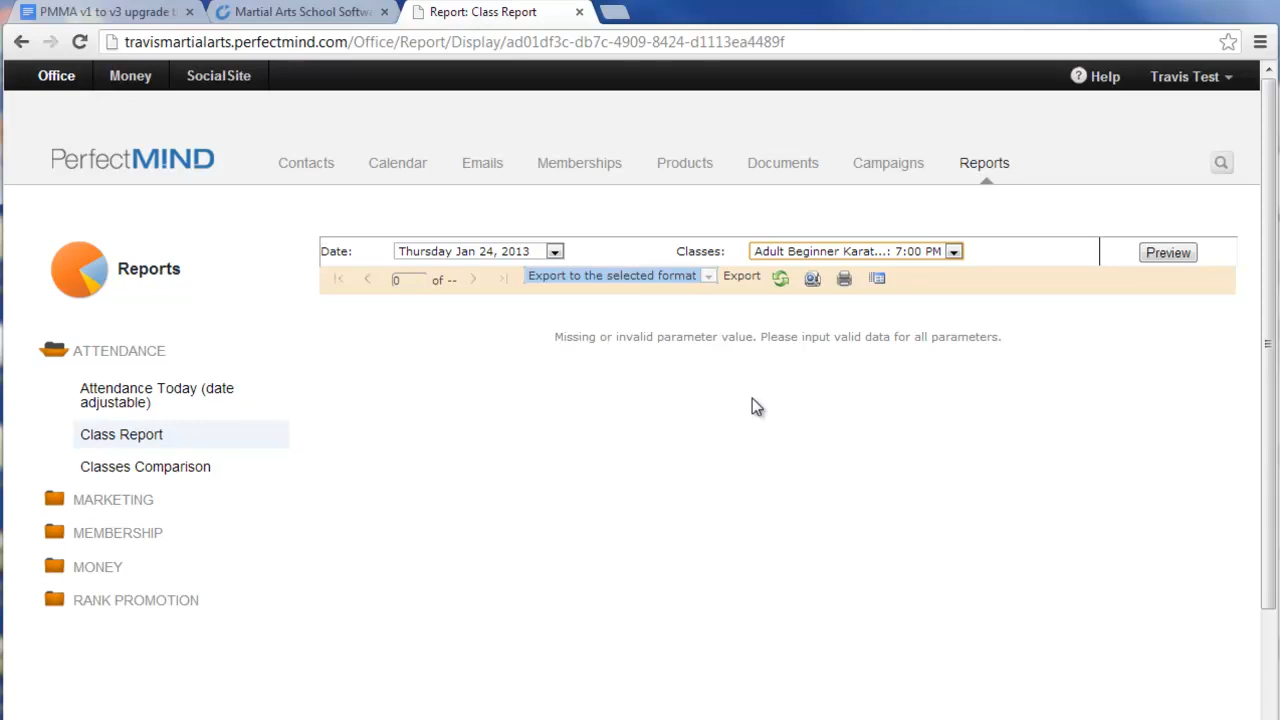 PMMA v1 to v3 upgrade
Martial Arts School Softw
Report: Class Report
travismartialarts.perfectmind.com/Office/Report/Display/ad01df3c-db7c-4909-8424-d1113ea4489f
Office Money Social Site
Help Travis Test
PerfectMIND
Contacts Calendar Emails Memberships Products Documents Campaigns Reports
Reports
Date: Thursday Jan 24, 2013 Classes: Adult Beginner Karat...: 7:00 PM Preview
0 of -- Export to the selected format Export
Missing or invalid parameter value. Please input valid data for all parameters.
ATTENDANCE
Attendance Today (date
adjustable)
Class Report
Classes Comparison
MARKETING
MEMBERSHIP
MONEY
RANK PROMOTION